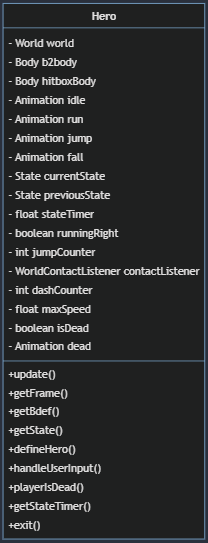 Hero
- World world
- Body b2body
- Body hitboxBody
- Animation idle
- Animation run
- Animation jump
- Animation fall
- State currentState
- State previousState
- float stateTimer
- boolean runningRight
- int jumpCounter
- WorldContactListener contactListener
- int dashCounter
- float maxSpeed
- boolean isDead
- Animation dead
+update()
+getFrame()
+getBdef()
+getState()
+defineHero()
+handleUserInput()
+playerIsDead()
+getStateTimer()
+exit()